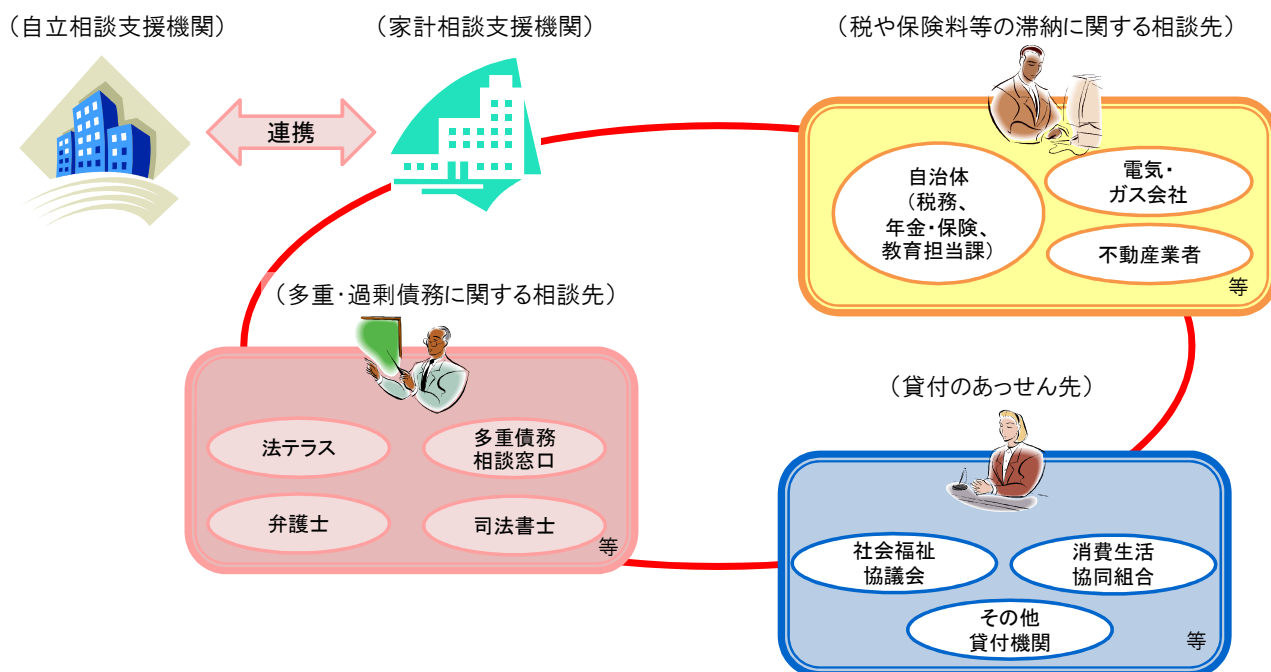 （自立相談支援機関）
（家計相談支援機関）
（税や保険料等の滞納に関する相談先）
連携
自治体
（税務、
年金・保険、
教育担当課）
電気・
ガス会社
不動産業者
等
（多重・過剰債務に関する相談先）
法テラス
多重債務
相談窓口
弁護士
司法書士
等
（貸付のあっせん先）
社会福祉
協議会
消費生活
協同組合
その他
貸付機関
等